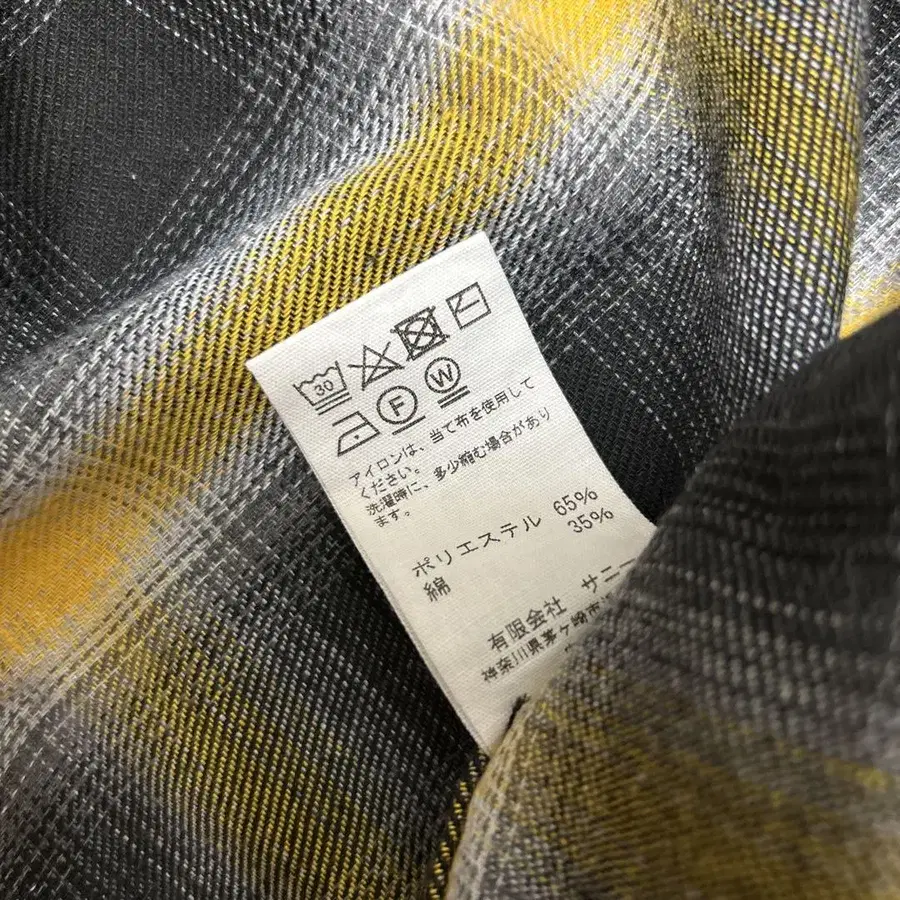 30
F W
アイロンは、当て布を使用して
ください。
洗濯時に、多少縮む場合があり
ます。
ポリエステル 65%
綿 35%
有限会社 サニー
神奈川県茅ケ崎市